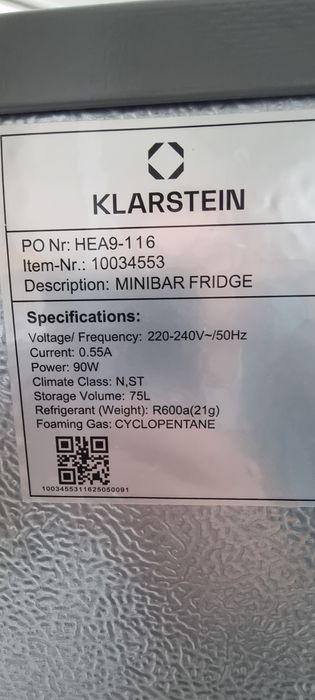 KLARSTEIN
PO Nr: HEA9-116
Item-Nr.: 10034553
Description: MINIBAR FRIDGE
Specifications:
Voltage/ Frequency: 220-240V~/50Hz
Current: 0.55A
Power: 90W
Climate Class: N,ST
Storage Volume: 75L
Refrigerant (Weight): R600a(21g)
Foaming Gas: CYCLOPENTANE
1003455311625050091